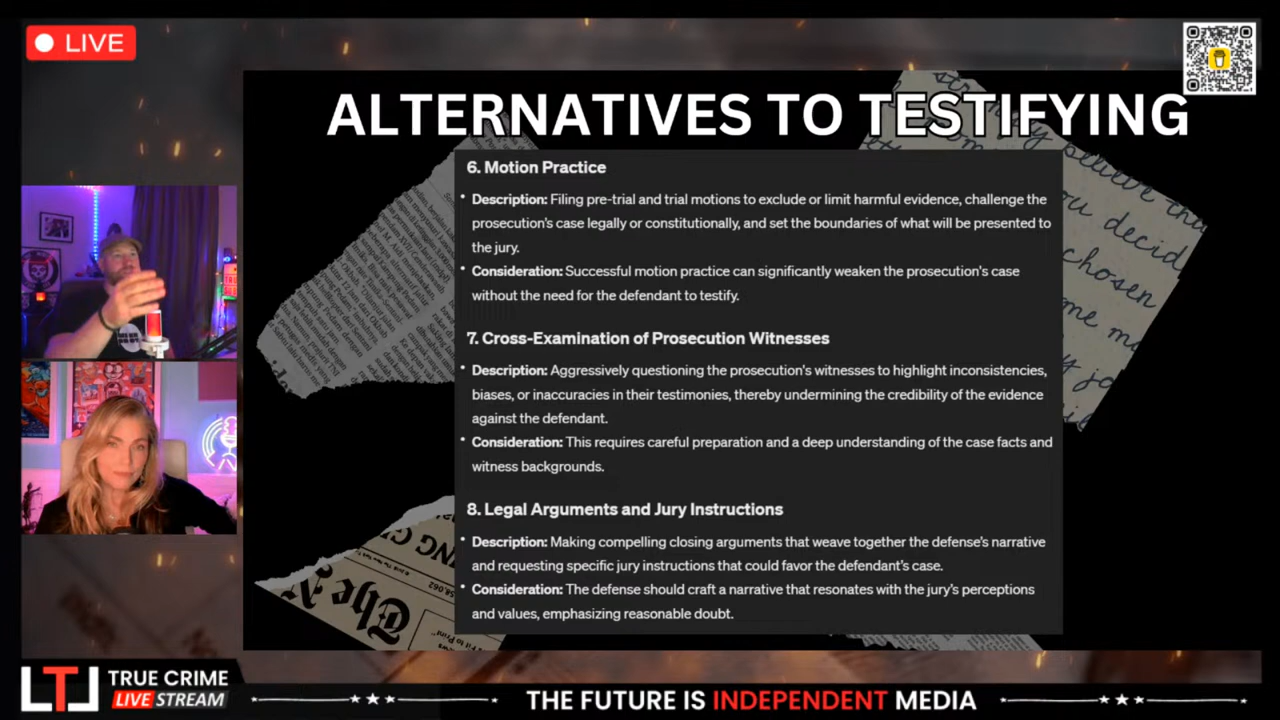 LIVE
ALTERNATIVES TO TESTIFYING
6. Motion Practice
• Description: Filing pre-trial and trial motions to exclude or limit harmful evidence, challenge the
prosecution's case legally or constitutionally, and set the boundaries of what will be presented to
the jury.
• Consideration: Successful motion practice can significantly weaken the prosecution's case
without the need for the defendant to testify.
7. Cross-Examination of Prosecution Witnesses
• Description: Aggressively questioning the prosecution's witnesses to highlight inconsistencies,
biases, or inaccuracies in their testimonies, thereby undermining the credibility of the evidence
against the defendant.
• Consideration: This requires careful preparation and a deep understanding of the case facts and
witness backgrounds.
8. Legal Arguments and Jury Instructions
• Description: Making compelling closing arguments that weave together the defense's narrative
and requesting specific jury instructions that could favor the defendant's case.
• Consideration: The defense should craft a narrative that resonates with the jury's perceptions
and values, emphasizing reasonable doubt.
decid
chosen
The
LTL TRUE CRIME
LIVE STREAM
THE FUTURE IS INDEPENDENT MEDIA